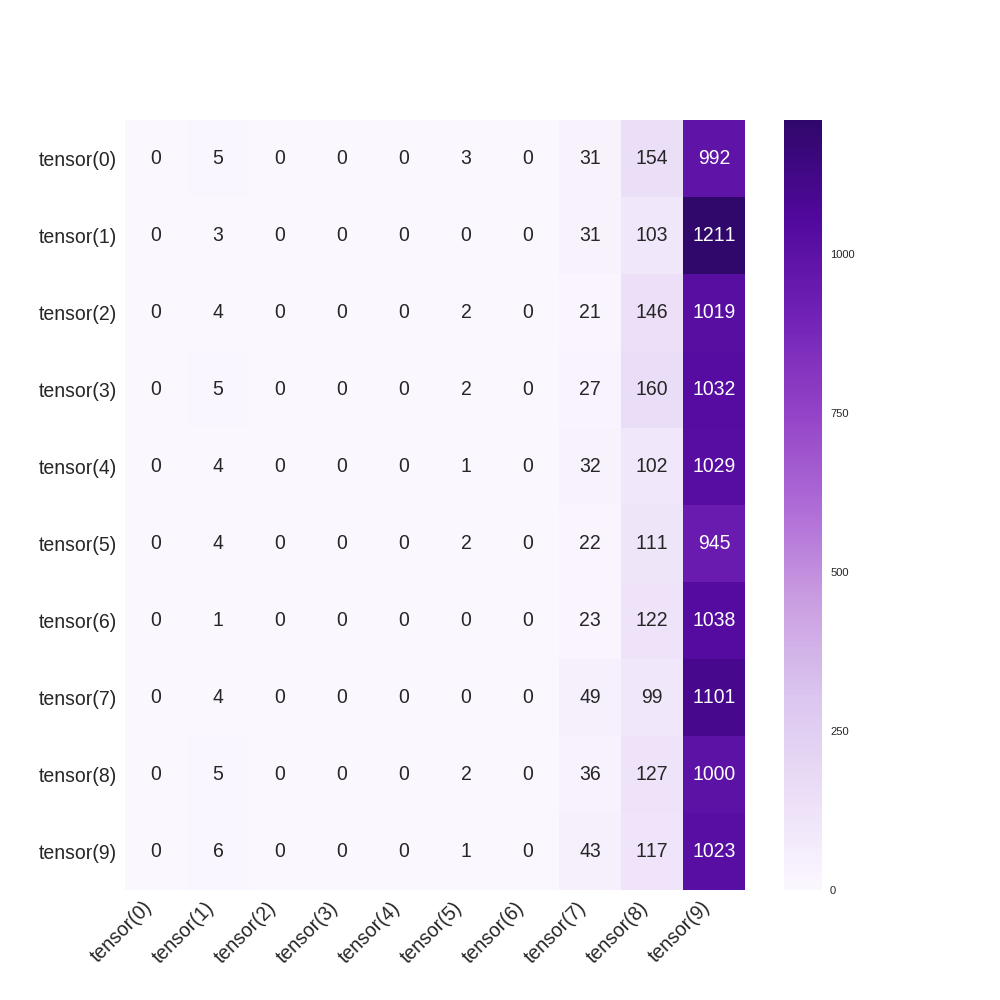 tensor(0) 0 5 0 0 0 3 0 31 154 992
tensor(1) 0 3 0 0 0 0 0 31 103 1211
tensor(2) 0 4 0 0 0 2 0 21 146 1019
tensor(3) 0 5 0 0 0 2 0 27 160 1032
tensor(4) 0 4 0 0 0 1 0 32 102 1029
tensor(5) 0 4 0 0 0 2 0 22 111 945
tensor(6) 0 1 0 0 0 0 0 23 122 1038
tensor(7) 0 4 0 0 0 0 0 49 99 1101
tensor(8) 0 5 0 0 0 2 0 36 127 1000
tensor(9) 0 6 0 0 0 1 0 43 117 1023
tensor(0) tensor(1) tensor(2) tensor(3) tensor(4) tensor(5) tensor(6) tensor(7) tensor(8) tensor(9)
1000
750
500
250
0